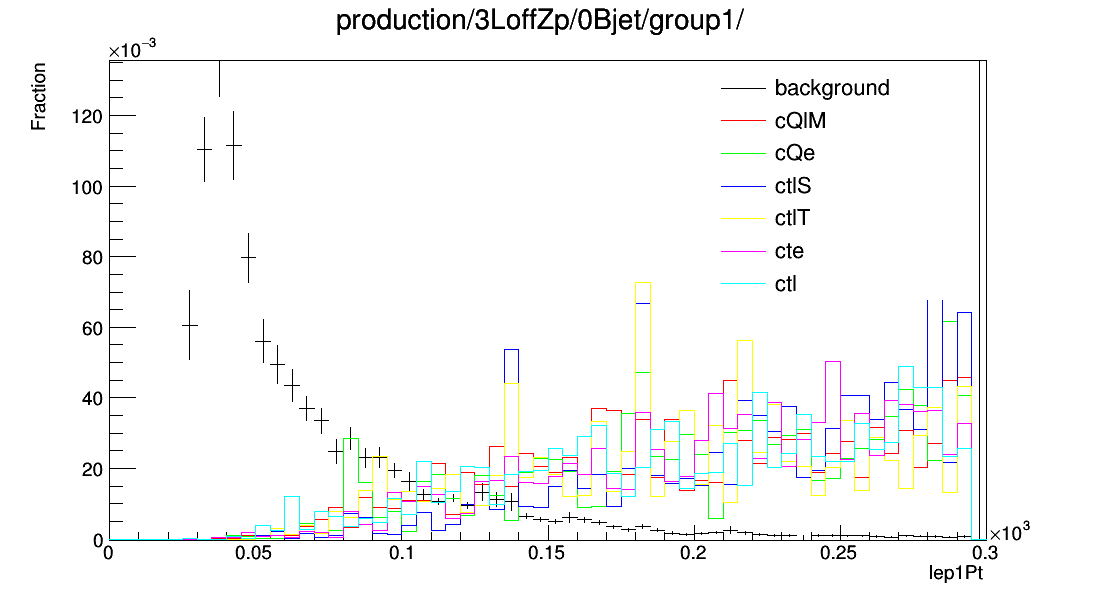 production/3LoffZp/0Bjet/group1/
×10⁻³
Fraction
120
100
80
60
40
20
0
background
cQlM
cQe
ctlS
ctlT
cte
ctl
0 0.05 0.1 0.15 0.2 0.25 0.3
×10³
lep1Pt